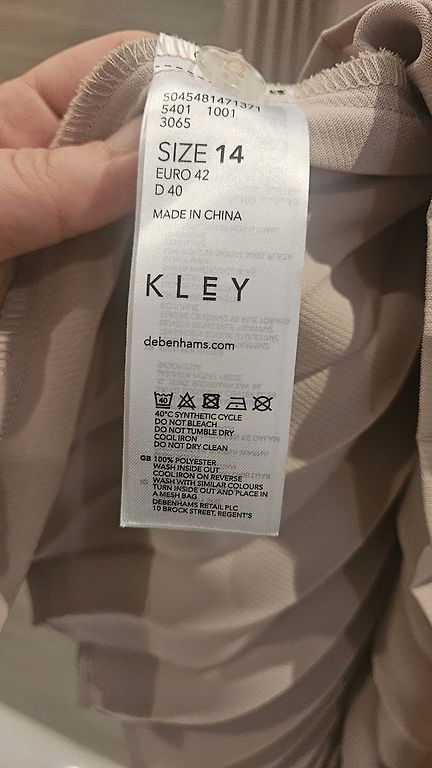 5045481471371
5401 1001
3065
SIZE 14
EURO 42
D 40
MADE IN CHINA
KLEY
debenhams.com
40
40°C SYNTHETIC CYCLE
DO NOT BLEACH
DO NOT TUMBLE DRY
COOL IRON
DO NOT DRY CLEAN
GB 100% POLYESTER
WASH INSIDE OUT
COOL IRON ON REVERSE
WASH WITH SIMILAR COLOURS
TURN INSIDE OUT AND PLACE IN
A MESH BAG
DEBENHAMS RETAIL PLC
10 BROCK STREET, REGENT'S